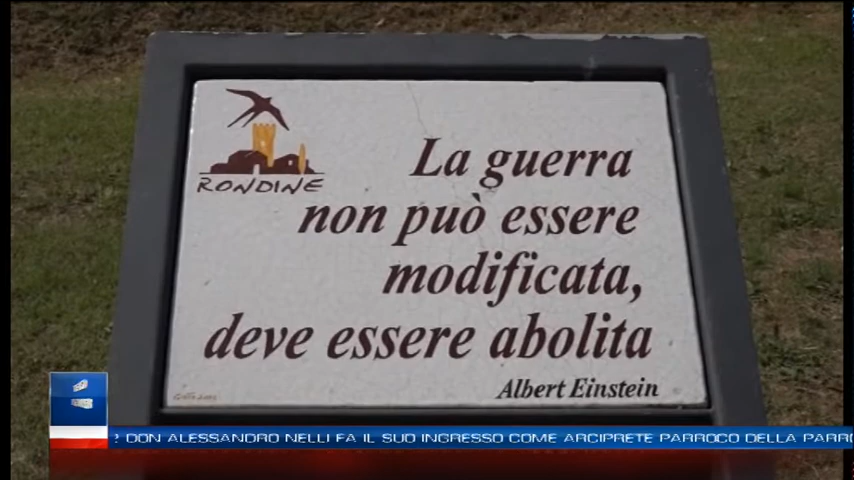 RONDINE
La guerra
non può essere
modificata,
deve essere abolita
Albert Einstein
DON ALESSANDRO NELLI FA IL SUO INGRESSO COME ARCIPRETE PARROCO DELLA PARRO